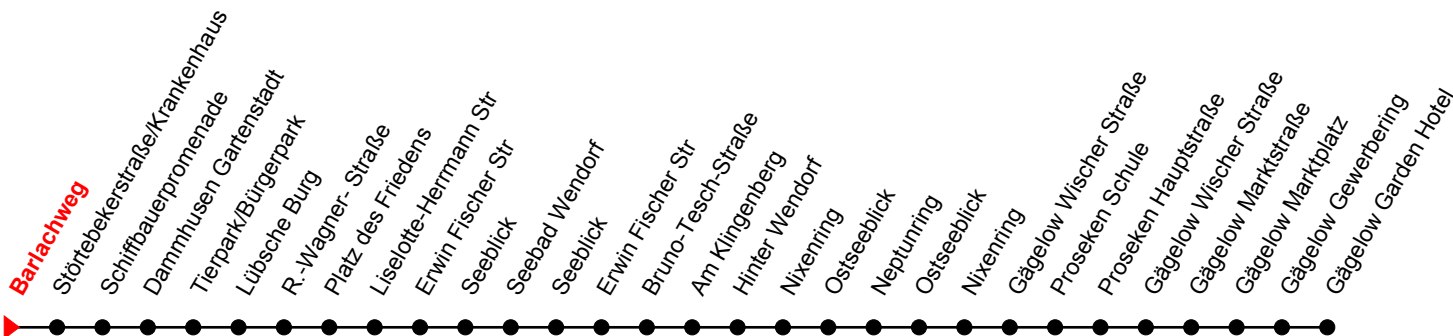 Barlachweg
Störtebekerstraße/Krankenhaus
Schiffbauerpromenade
Dammhusen Gartenstadt
Tierpark/Bürgerpark
Lübsche Burg
R.-Wagner- Straße
Platz des Friedens
Liselotte-Herrmann Str
Erwin Fischer Str
Seeblick
Seebad Wendorf
Seeblick
Erwin Fischer Str
Bruno-Tesch-Straße
Am Klingenberg
Hinter Wendorf
Nixenring
Ostseeblick
Neptunring
Ostseeblick
Nixenring
Gägelow Wischer Straße
Proseken Schule
Proseken Hauptstraße
Gägelow Wischer Straße
Gägelow Marktstraße
Gägelow Marktplatz
Gägelow Gewerbering
Gägelow Garden Hotel